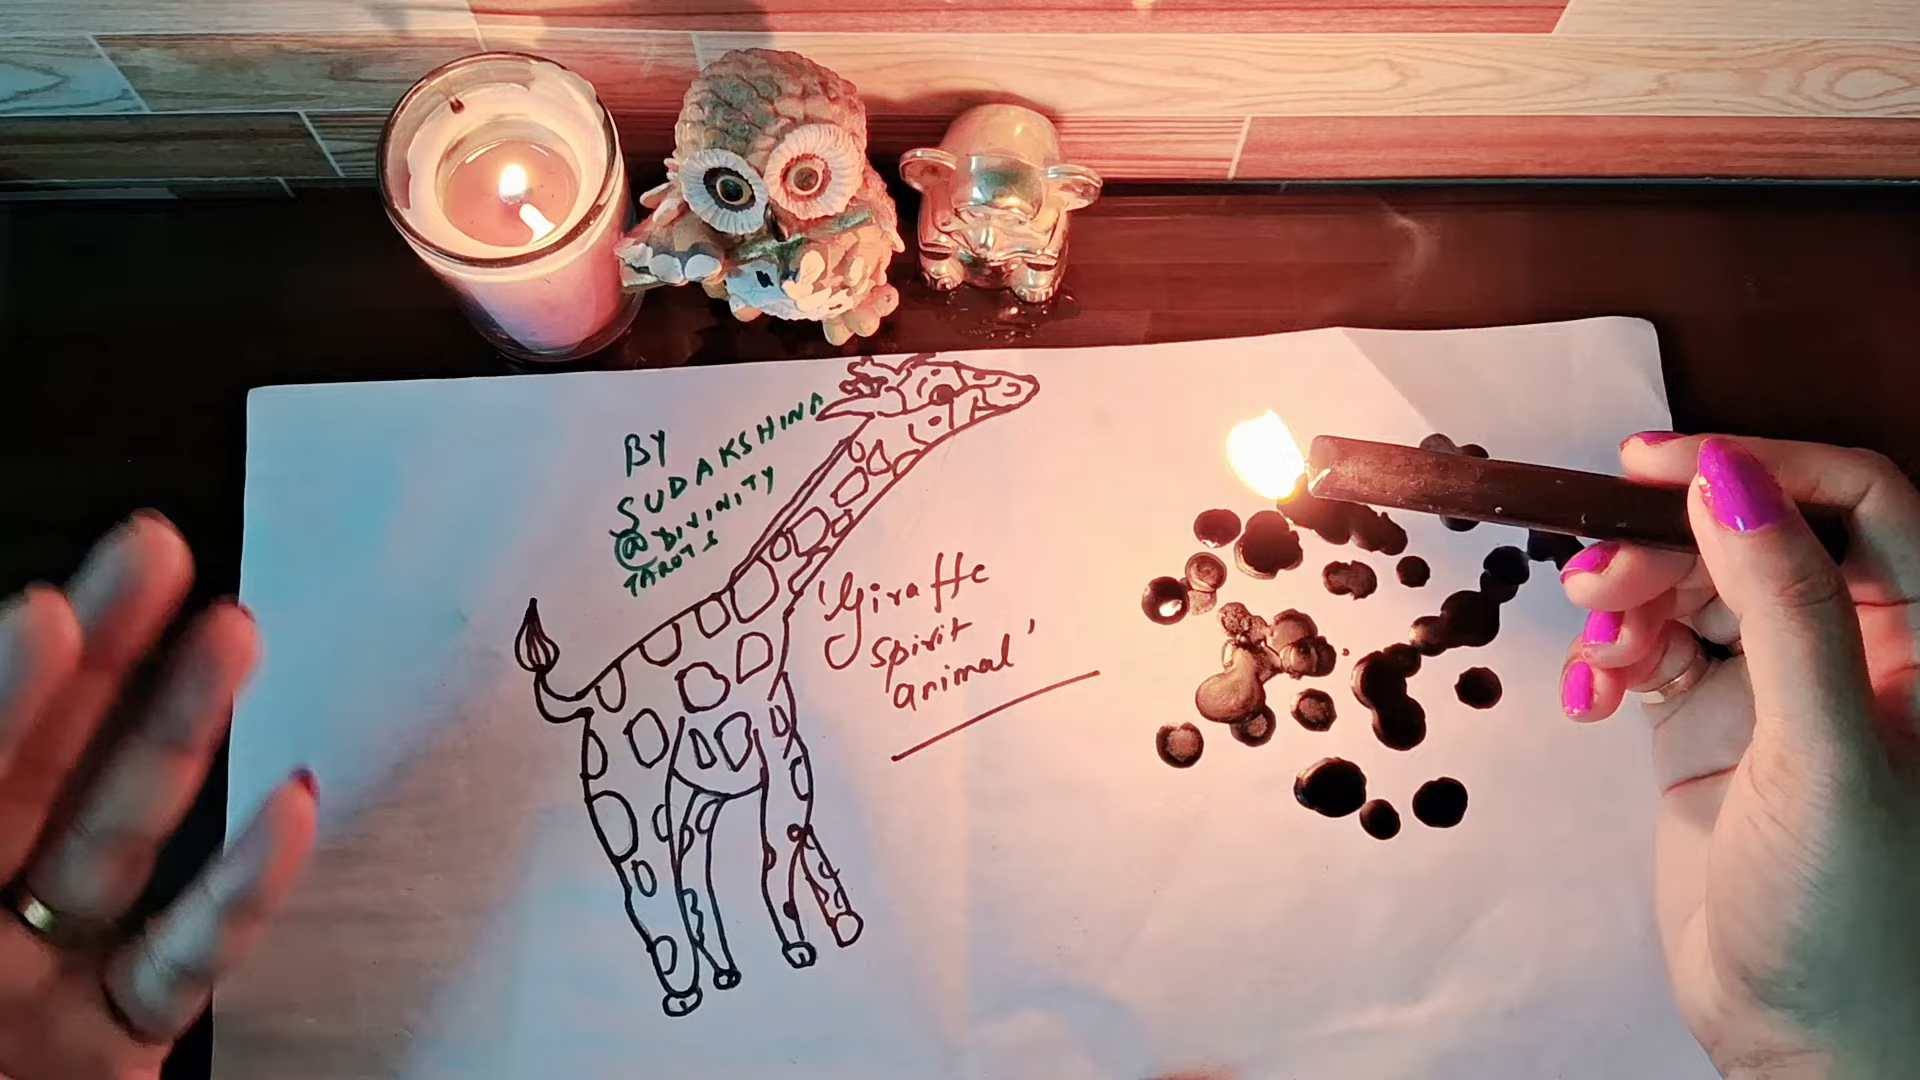 BY
SUDAKSHINA
@DIVINITY
TAROTS
'Giraffe
spirit
animal'